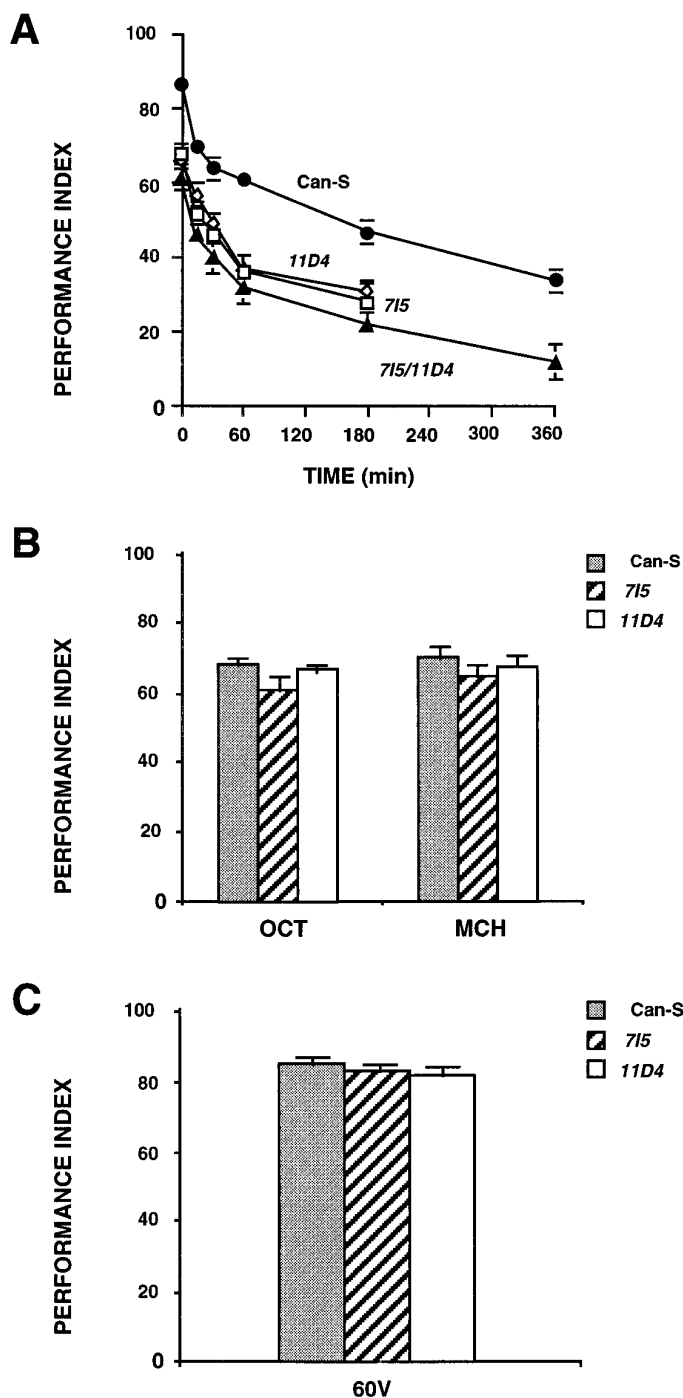 A
PERFORMANCE INDEX
100
80
60
40
20
0
Can-S
11D4
7I5
7I5/11D4
0 60 120 180 240 300 360
TIME (min)
B
PERFORMANCE INDEX
100
80
60
40
20
0
OCT MCH
Can-S
7I5
11D4
C
PERFORMANCE INDEX
100
80
60
40
20
0
60V
Can-S
7I5
11D4